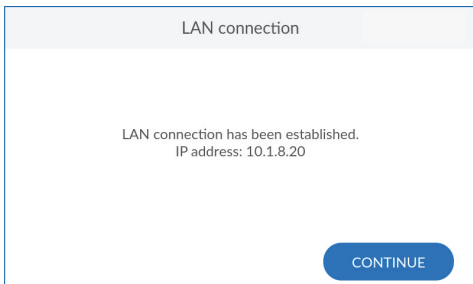 LAN connection
LAN connection has been established.
IP address: 10.1.8.20
CONTINUE